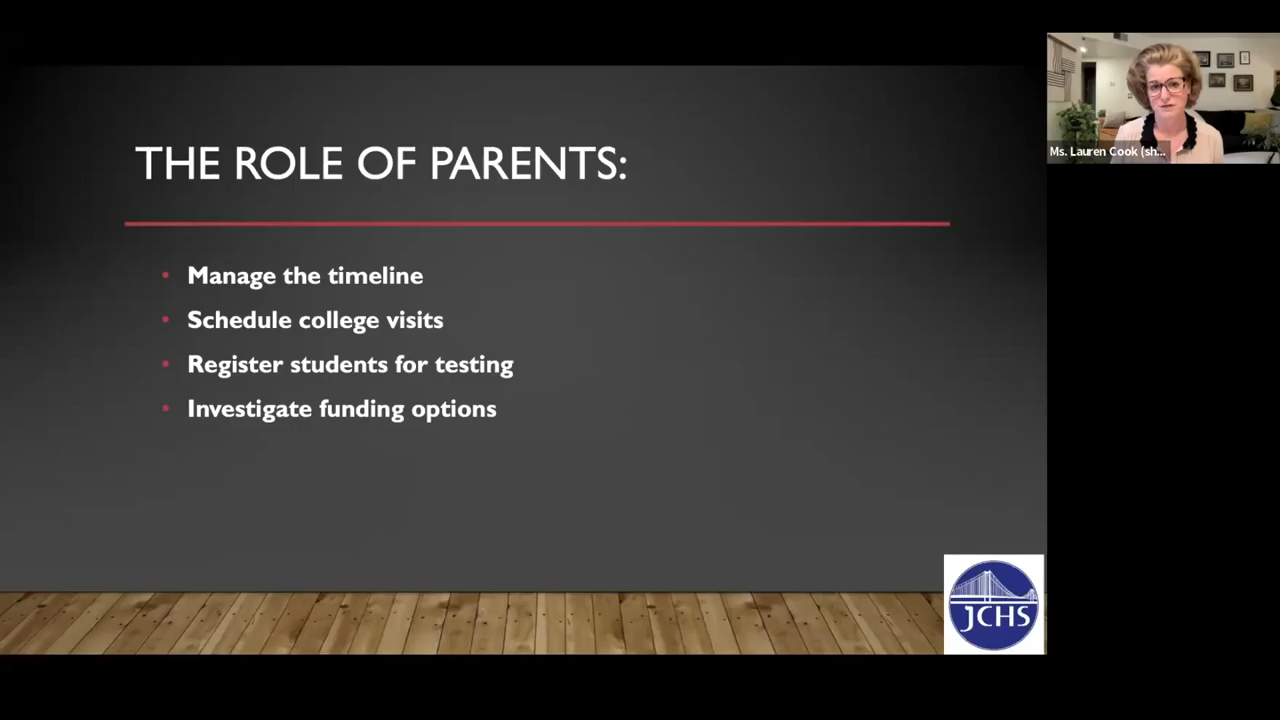 THE ROLE OF PARENTS:
• Manage the timeline
• Schedule college visits
• Register students for testing
• Investigate funding options
Ms. Lauren Cook (sh...
JCHS